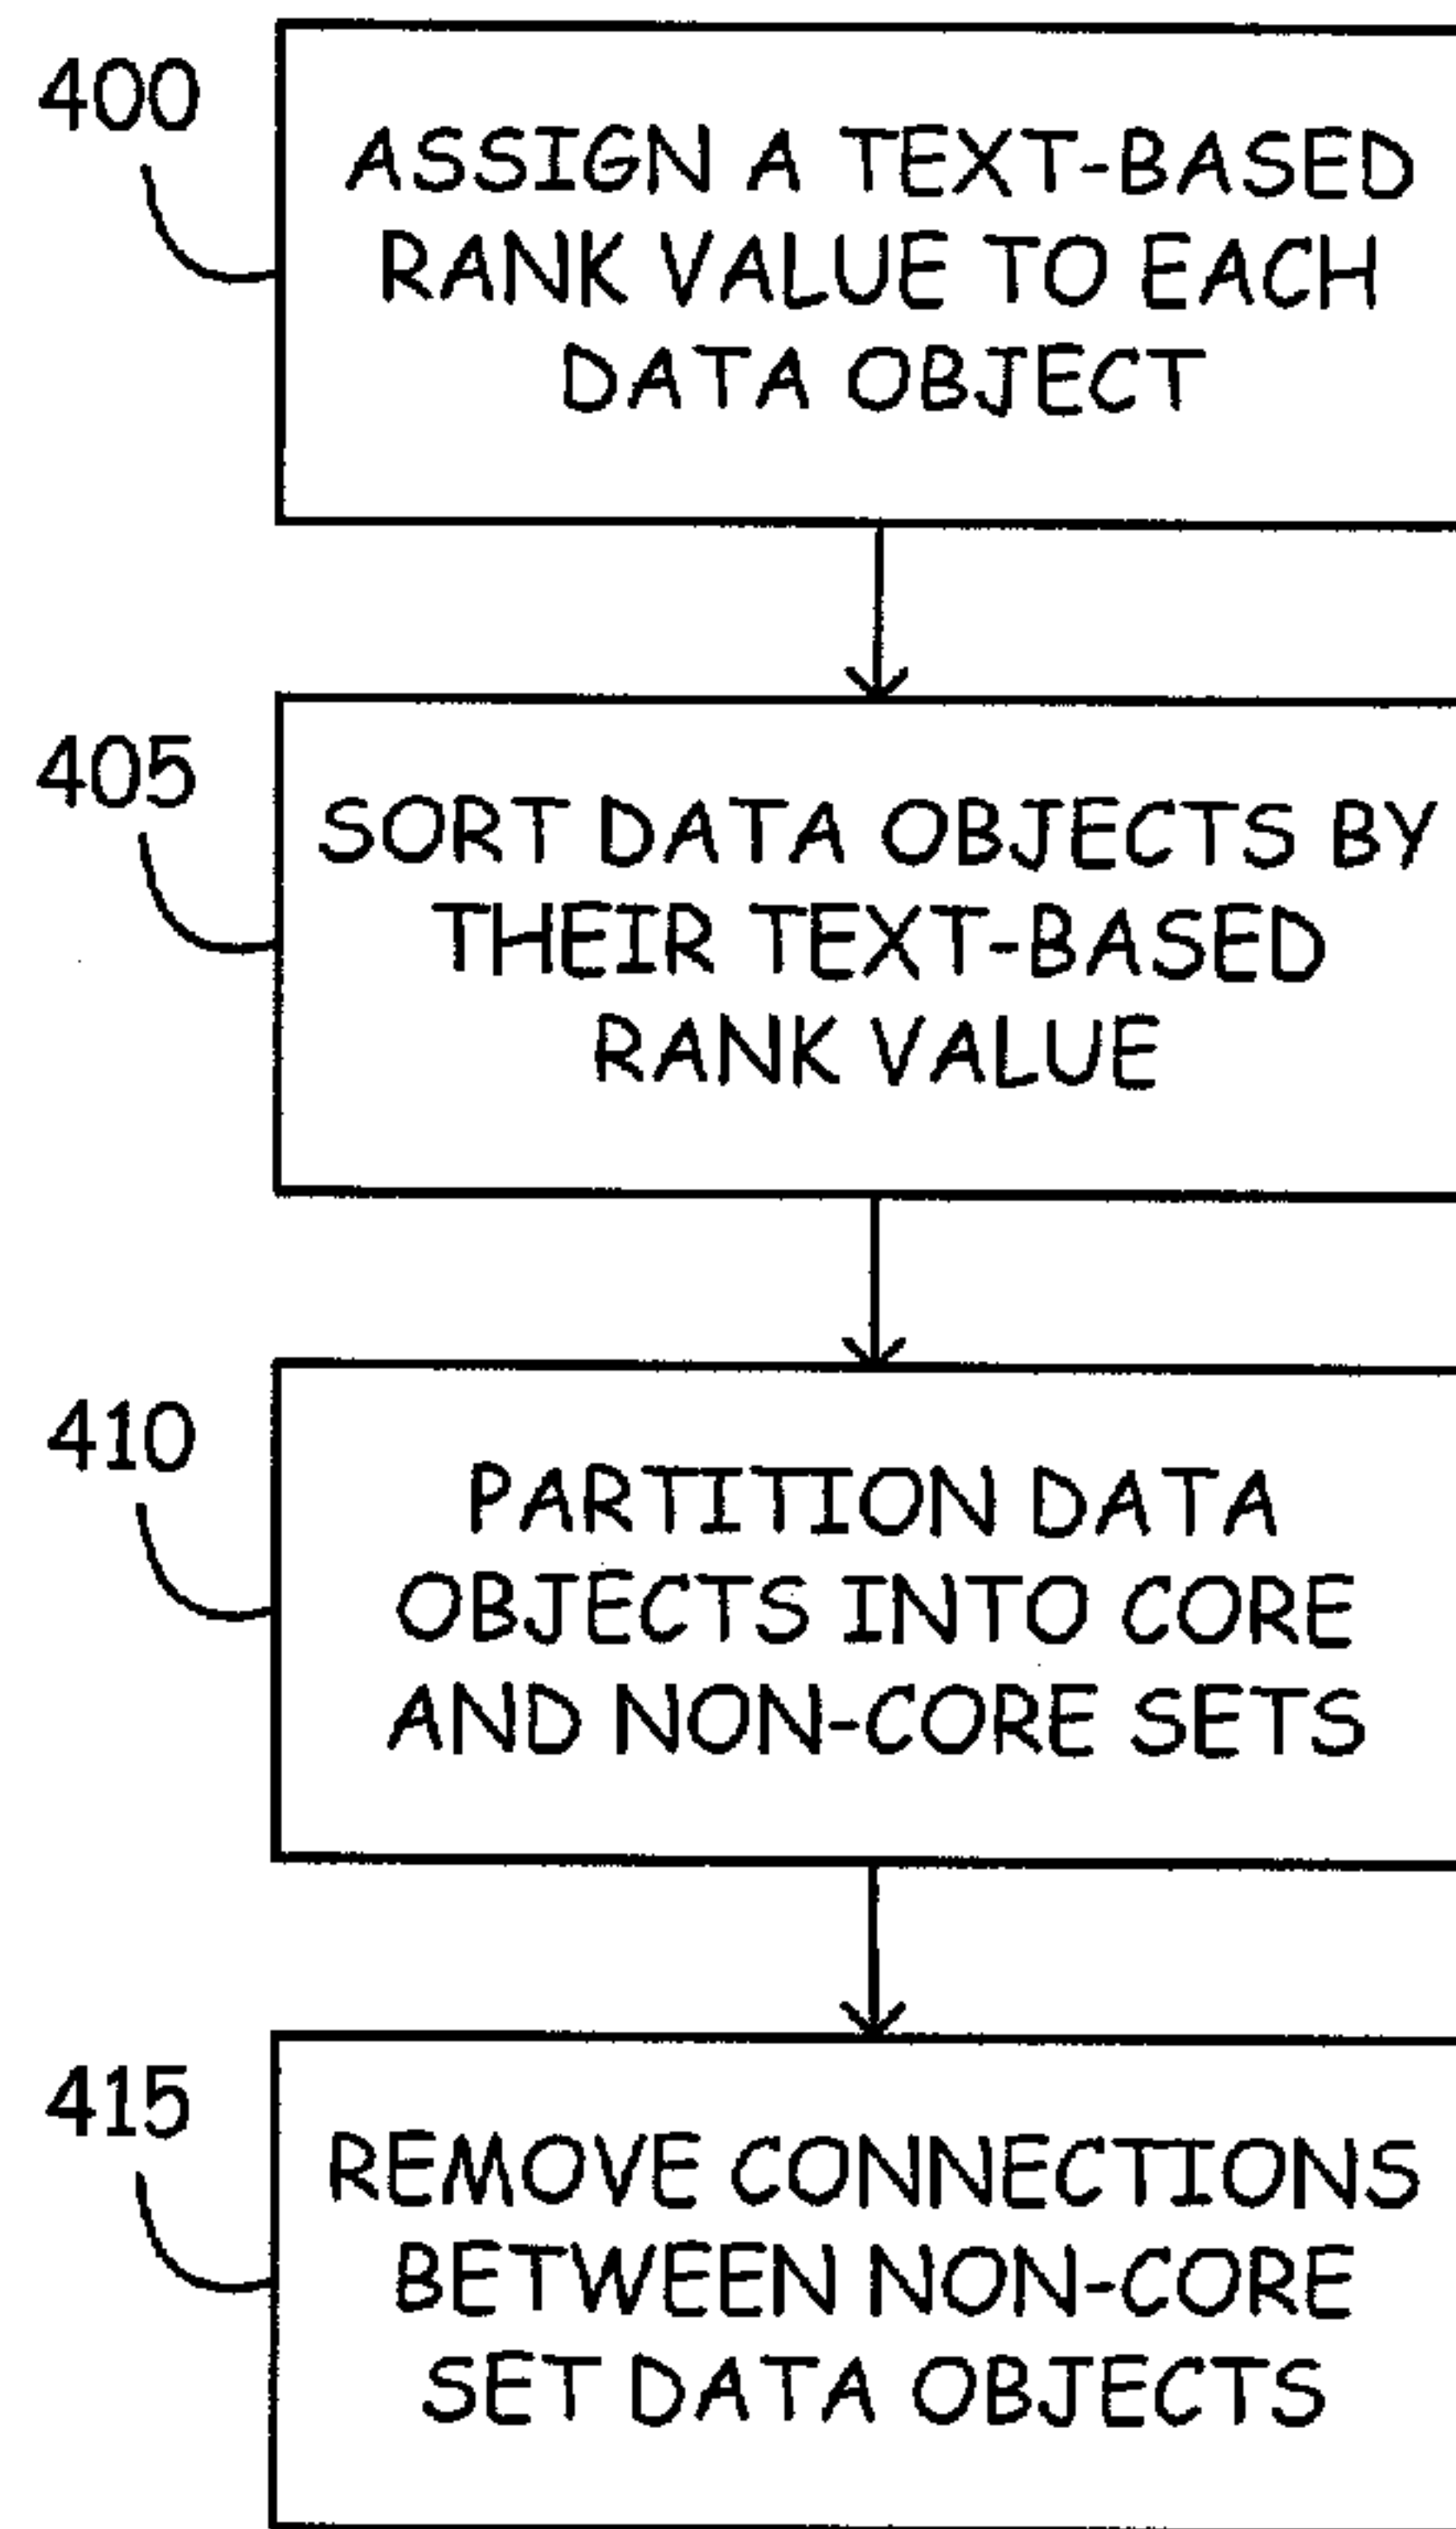 400
ASSIGN A TEXT-BASED
RANK VALUE TO EACH
DATA OBJECT
405
SORT DATA OBJECTS BY
THEIR TEXT-BASED
RANK VALUE
410
PARTITION DATA
OBJECTS INTO CORE
AND NON-CORE SETS
415
REMOVE CONNECTIONS
BETWEEN NON-CORE
SET DATA OBJECTS